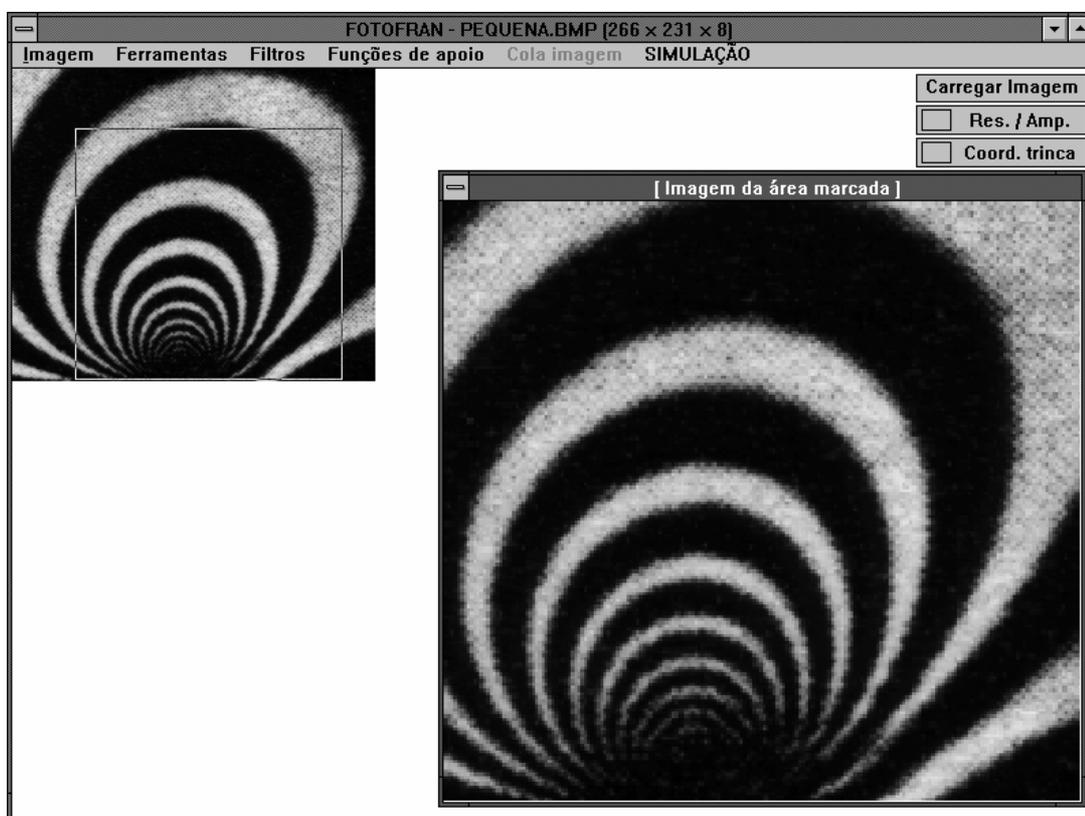 FOTOFRAN - PEQUENA.BMP (266 × 231 × 8)
Imagem Ferramentas Filtros Funções de apoio Cola imagem SIMULAÇÃO
Carregar Imagem
Res. / Amp.
Coord. trinca
[ Imagem da área marcada ]